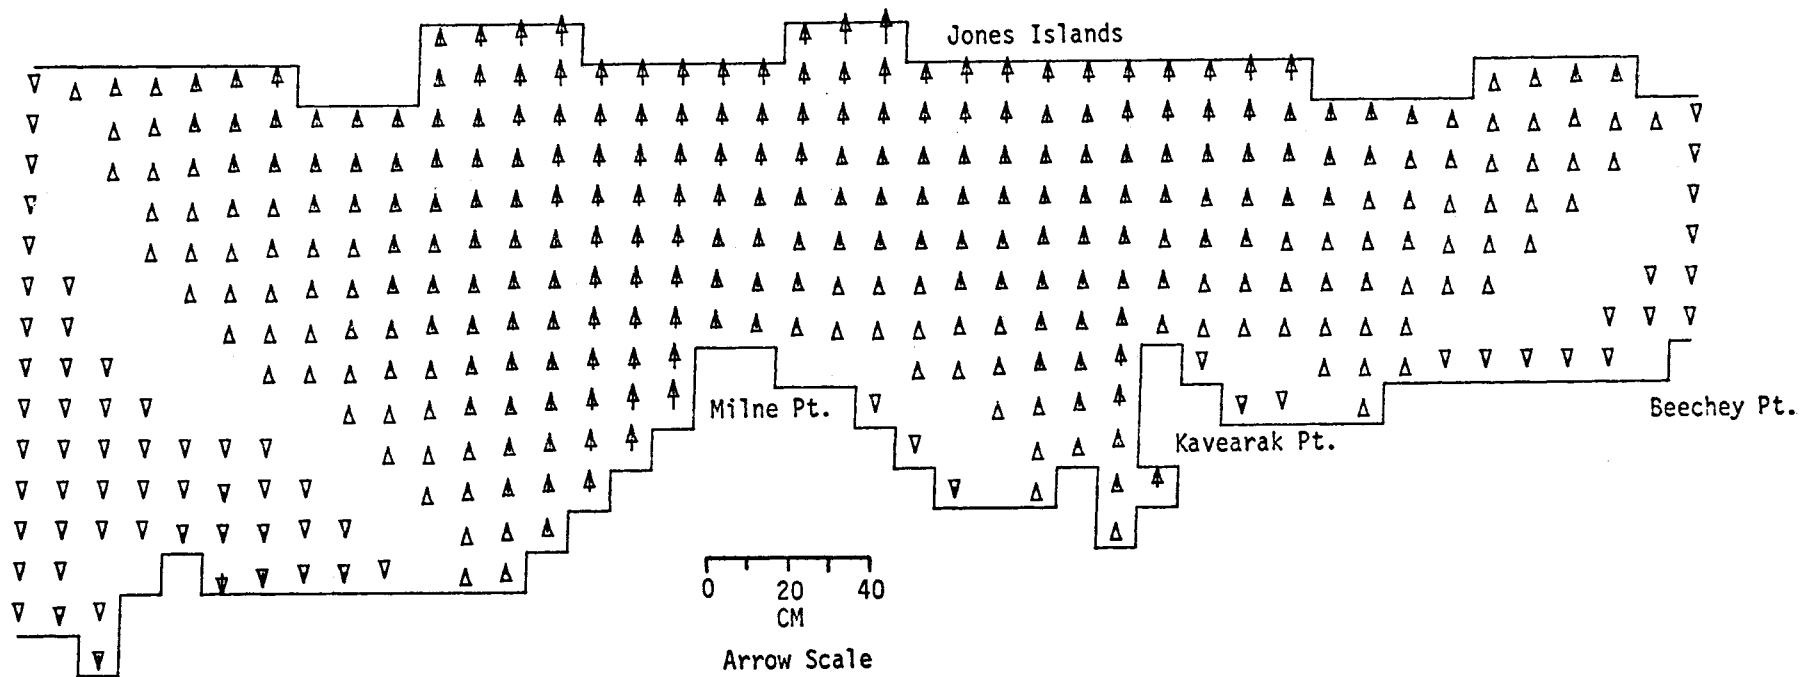 Jones Islands
Milne Pt.
Beechey Pt.
Kavearak Pt.
0 20 40
CM
Arrow Scale